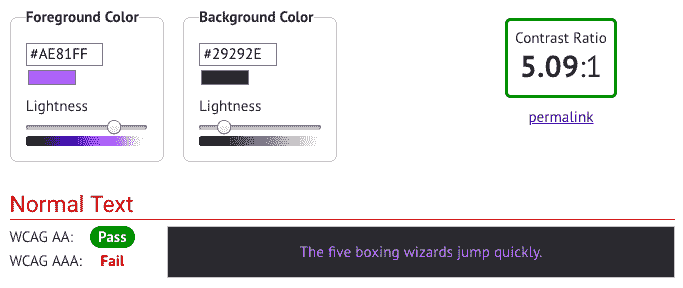 Foreground Color
Background Color
#AE81FF
#29292E
Lightness
Lightness
Contrast Ratio
5.09:1
permalink
Normal Text
WCAG AA: Pass
WCAG AAA: Fail
The five boxing wizards jump quickly.